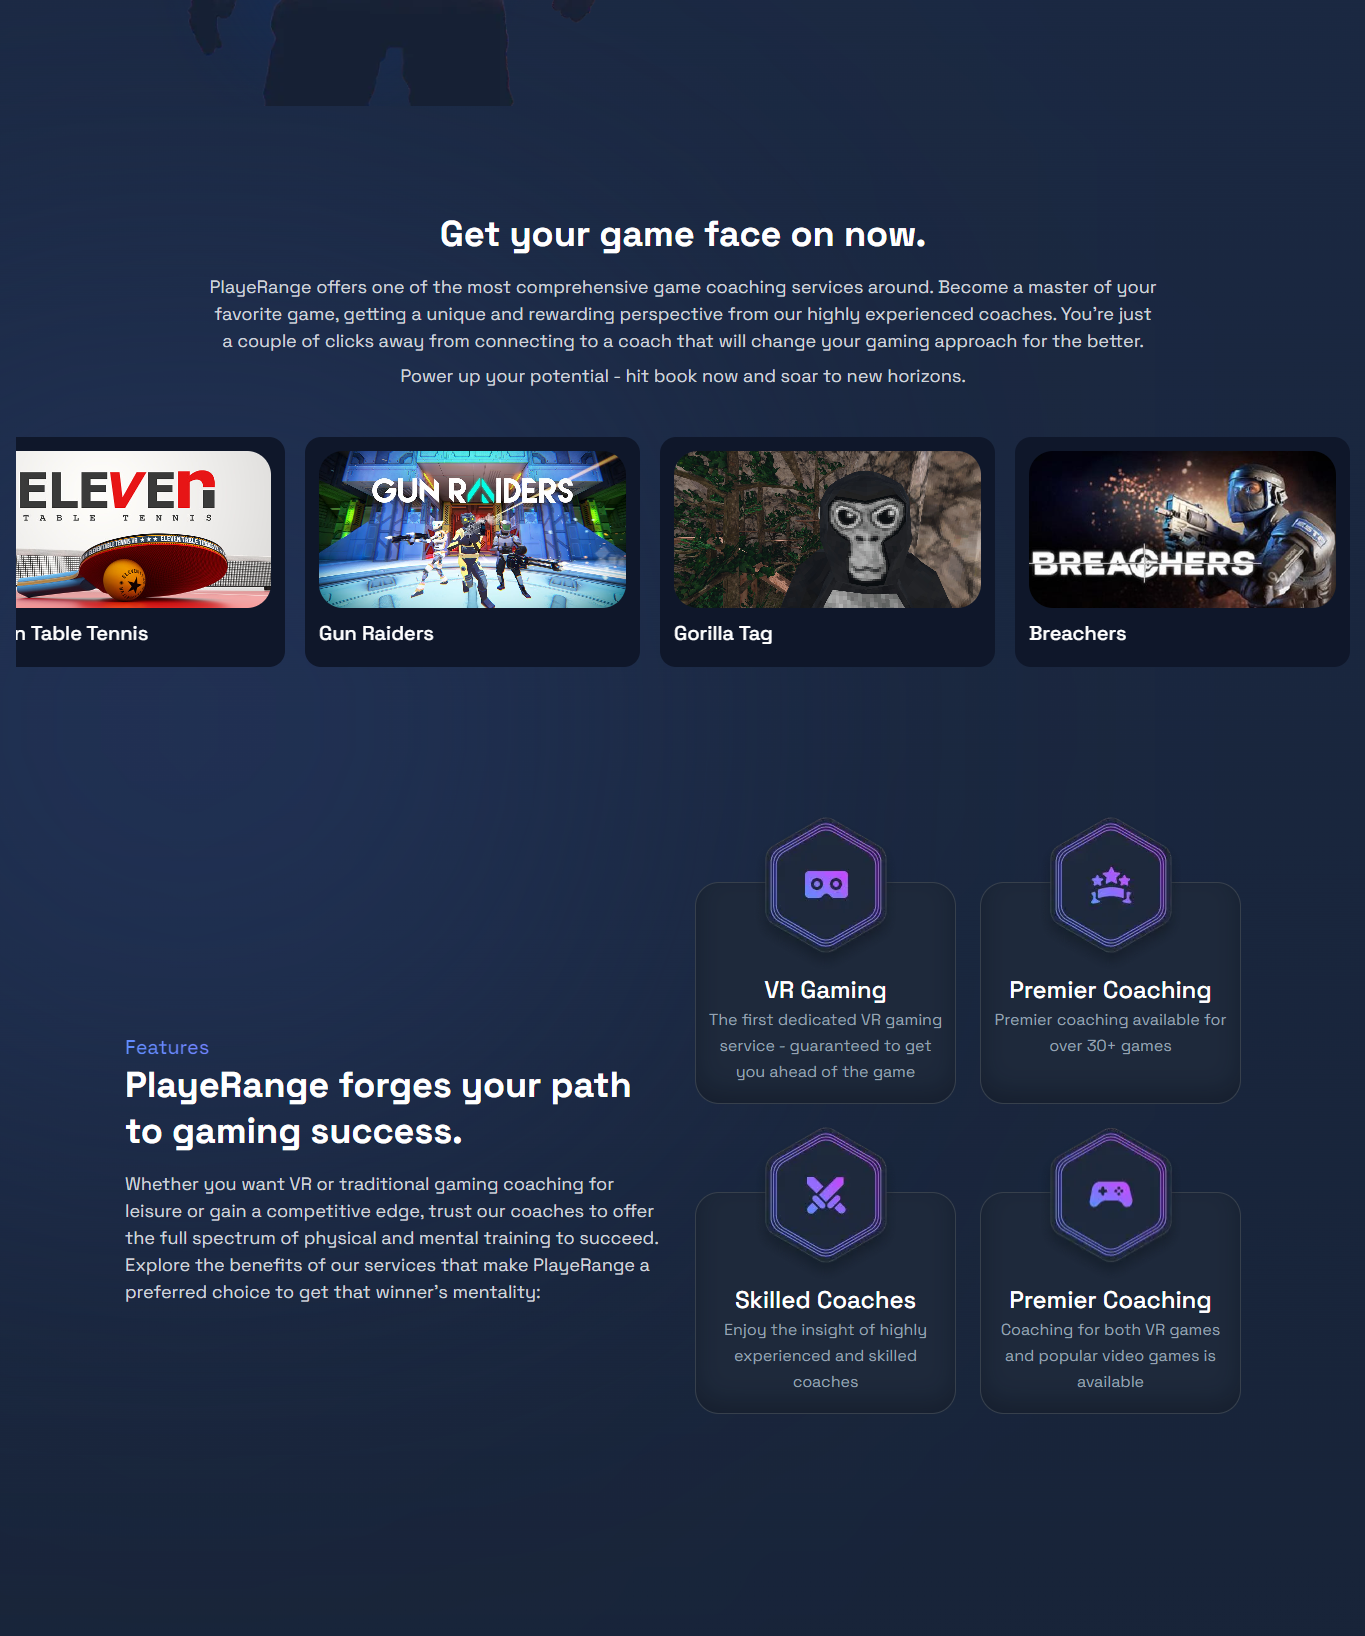 Get your game face on now.
PlayeRange offers one of the most comprehensive game coaching services around. Become a master of your
favorite game, getting a unique and rewarding perspective from our highly experienced coaches. You're just
a couple of clicks away from connecting to a coach that will change your gaming approach for the better.
Power up your potential - hit book now and soar to new horizons.
ELEVEN
TABLE TENNIS
n Table Tennis
GUN RAIDERS
Gun Raiders
Gorilla Tag
BREACHERS
Breachers
Features
PlayeRange forges your path
to gaming success.
Whether you want VR or traditional gaming coaching for
leisure or gain a competitive edge, trust our coaches to offer
the full spectrum of physical and mental training to succeed.
Explore the benefits of our services that make PlayeRange a
preferred choice to get that winner's mentality:
VR Gaming
The first dedicated VR gaming
service - guaranteed to get
you ahead of the game
Premier Coaching
Premier coaching available for
over 30+ games
Skilled Coaches
Enjoy the insight of highly
experienced and skilled
coaches
Premier Coaching
Coaching for both VR games
and popular video games is
available